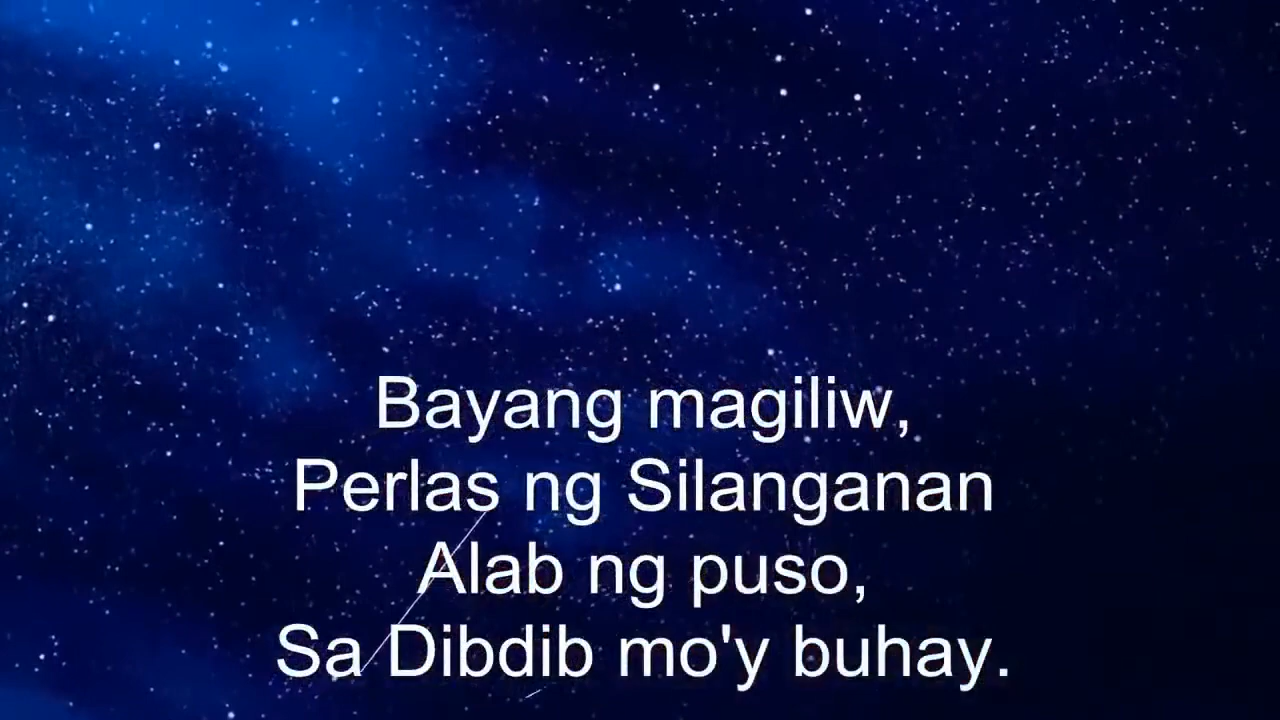 Bayang magiliw,
Perlas ng Silanganan
Alab ng puso,
Sa Dibdib mo'y buhay.